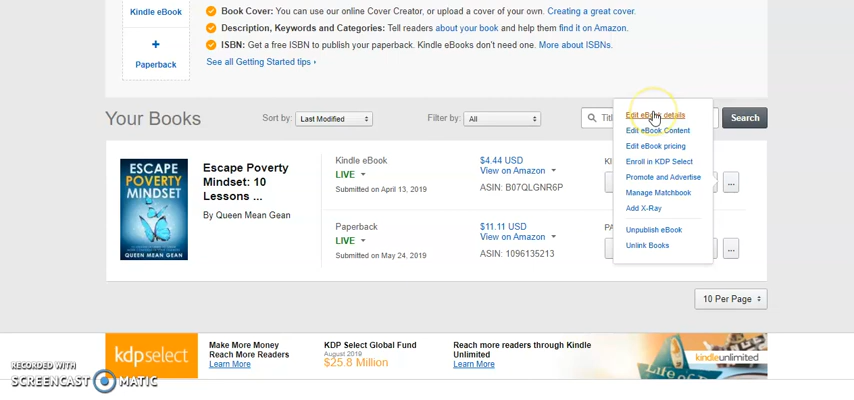 Kindle eBook
+
Paperback
Book Cover: You can use our online Cover Creator, or upload a cover of your own. Creating a great cover.
Description, Keywords and Categories: Tell readers about your book and help them find it on Amazon.
ISBN: Get a free ISBN to publish your paperback. Kindle eBooks don't need one. More about ISBNs.
See all Getting Started tips ›
Your Books
Sort by:
Last Modified
Filter by:
All
Search
Edit eBook details
Edit eBook Content
Edit eBook pricing
Enroll in KDP Select
Promote and Advertise
Manage Matchbook
Add X-Ray
Unpublish eBook
Unlink Books
ESCAPE
POVERTY
MINDSET
QUEEN MEAN GEAN
Escape Poverty
Mindset: 10
Lessons ...
By Queen Mean Gean
Kindle eBook
LIVE
Submitted on April 13, 2019
$4.44 USD
View on Amazon
ASIN: B07QLGNR6P
...
Paperback
LIVE
Submitted on May 24, 2019
$11.11 USD
View on Amazon
ASIN: 1096135213
...
10 Per Page
kdpselect
Make More Money
Reach More Readers
Learn More
KDP Select Global Fund
August 2019
$25.8 Million
Reach more readers through Kindle
Unlimited
Learn More
kindleunlimited
RECORDED WITH
SCREENCAST MATIC